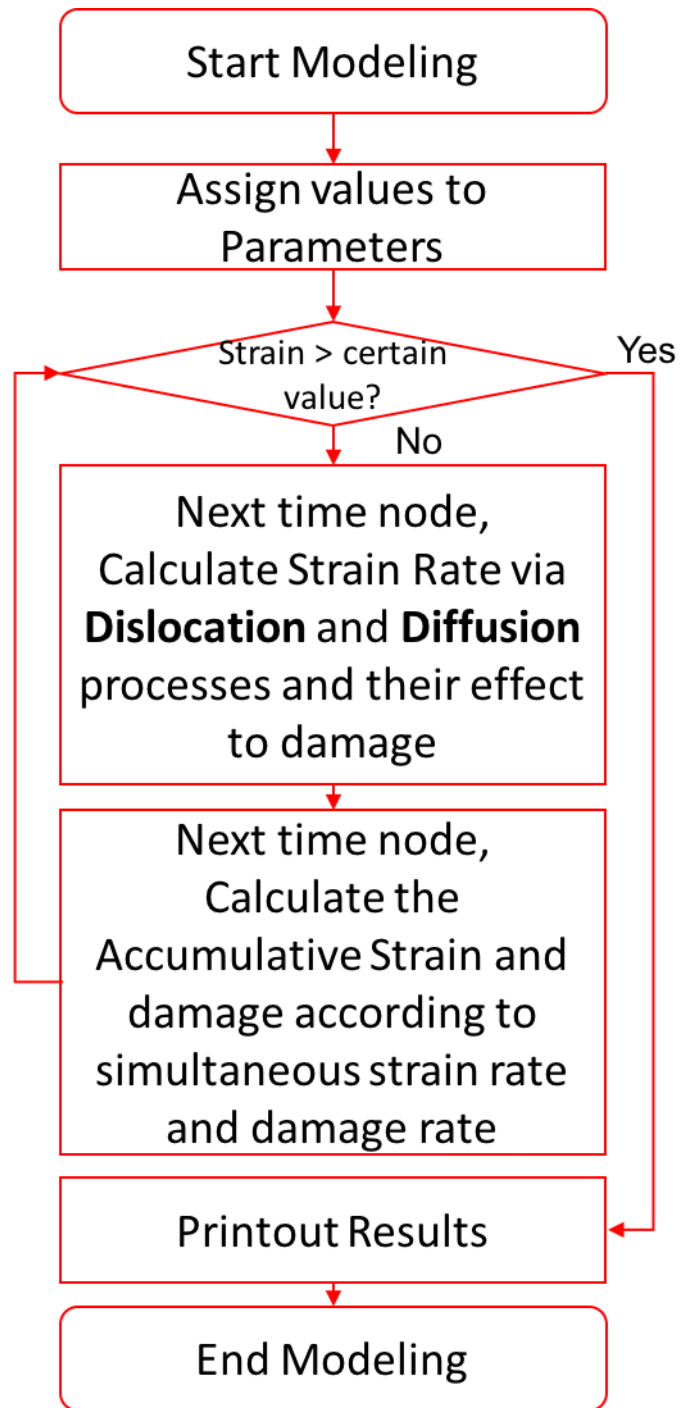 Start Modeling
Assign values to
Parameters
Strain > certain
value?
Yes
No
Next time node,
Calculate Strain Rate via
Dislocation and Diffusion
processes and their effect
to damage
Next time node,
Calculate the
Accumulative Strain and
damage according to
simultaneous strain rate
and damage rate
Printout Results
End Modeling